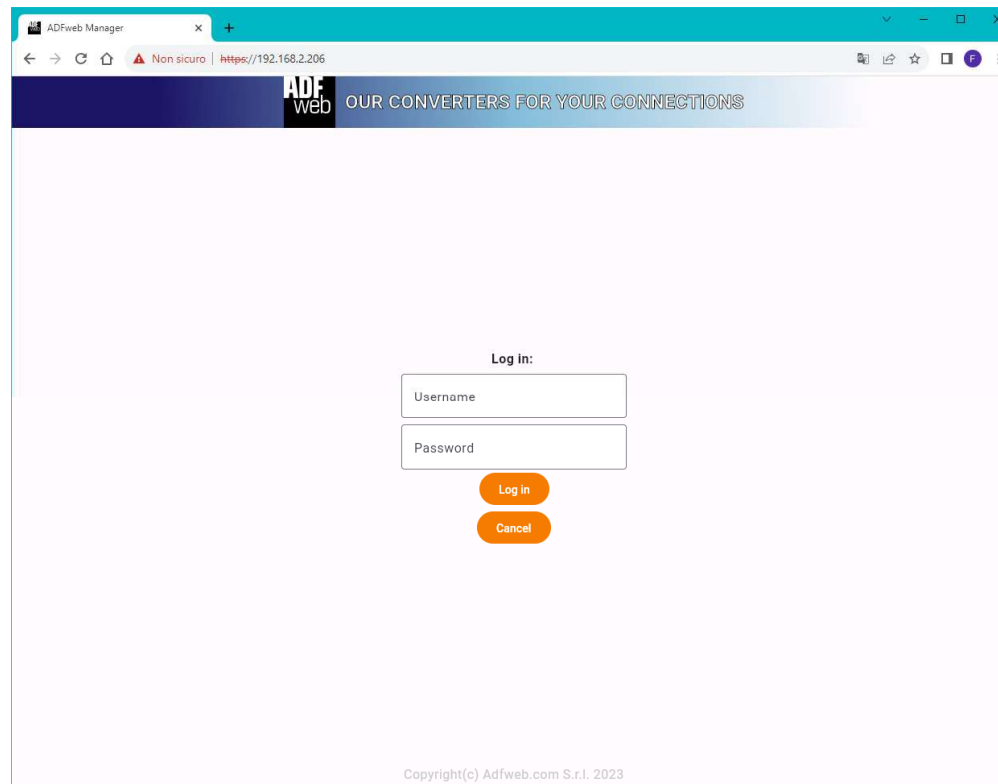 ADFweb Manager
Non sicuro | https://192.168.2.206
F
ADF
web
OUR CONVERTERS FOR YOUR CONNECTIONS
Log in:
Username
Password
Log in
Cancel
Copyright(c) Adfweb.com S.r.l. 2023